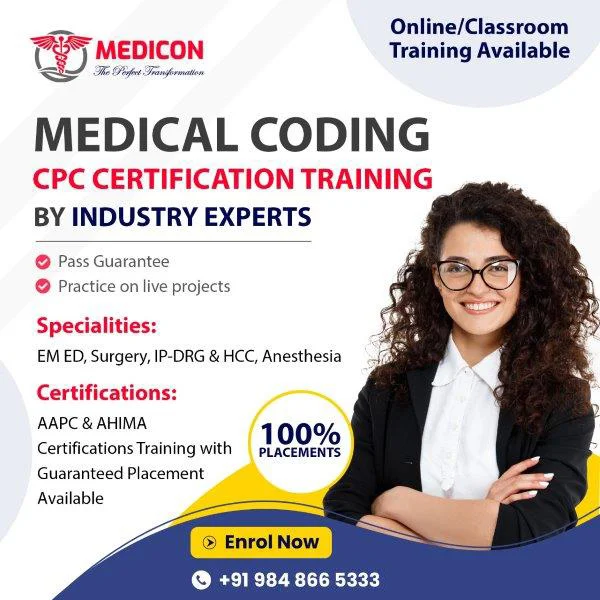 MEDICON
The Perfect Transformation
Online/Classroom
Training Available
MEDICAL CODING
CPC CERTIFICATION TRAINING
BY INDUSTRY EXPERTS
Pass Guarantee
Practice on live projects
Specialities:
EM ED, Surgery, IP-DRG & HCC, Anesthesia
Certifications:
AAPC & AHIMA
Certifications Training with
Guaranteed Placement
Available
100%
PLACEMENTS
Enrol Now
+91 984 866 5333